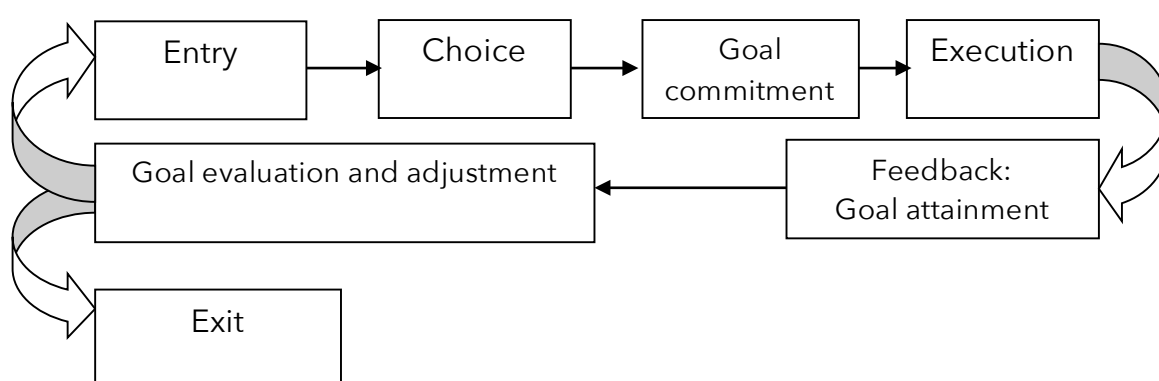 Entry
Choice
Goal
commitment
Execution
Feedback:
Goal attainment
Goal evaluation and adjustment
Exit